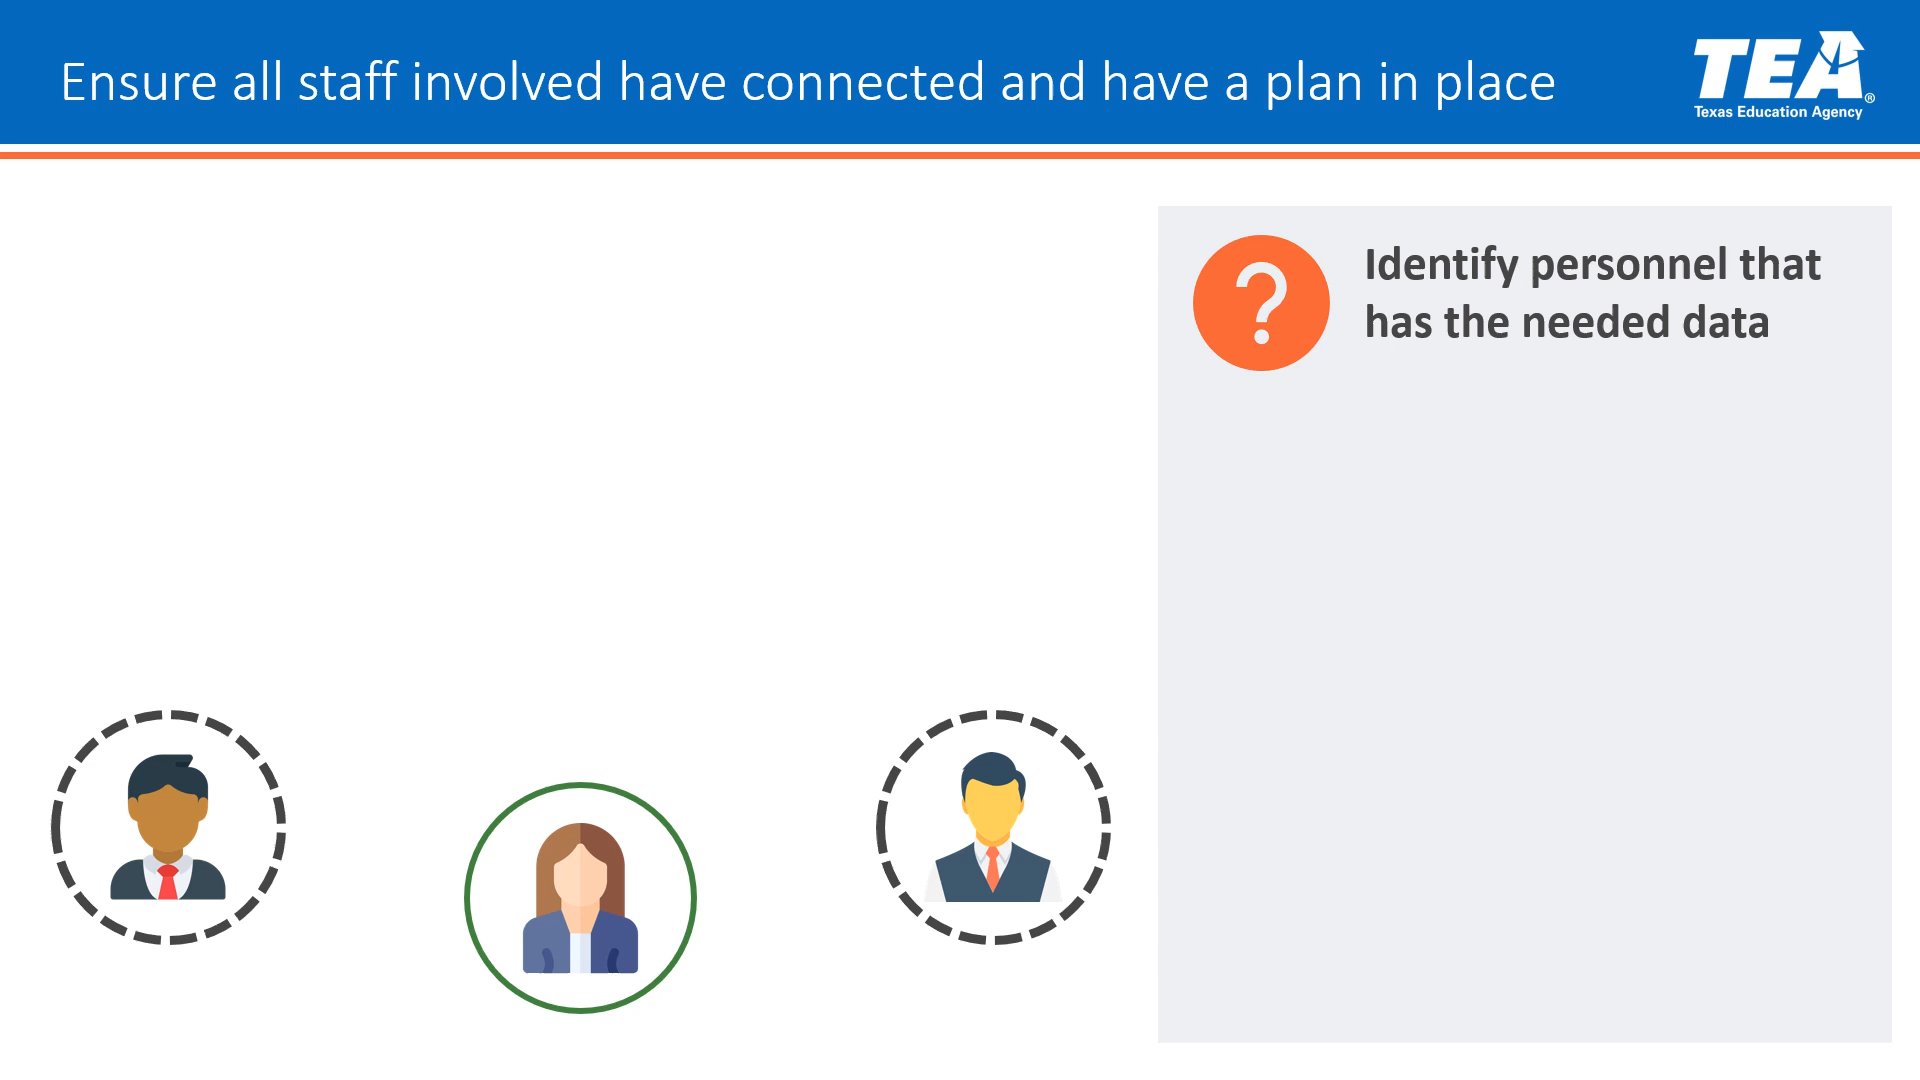 Ensure all staff involved have connected and have a plan in place
TEA®
Texas Education Agency
?
Identify personnel that
has the needed data